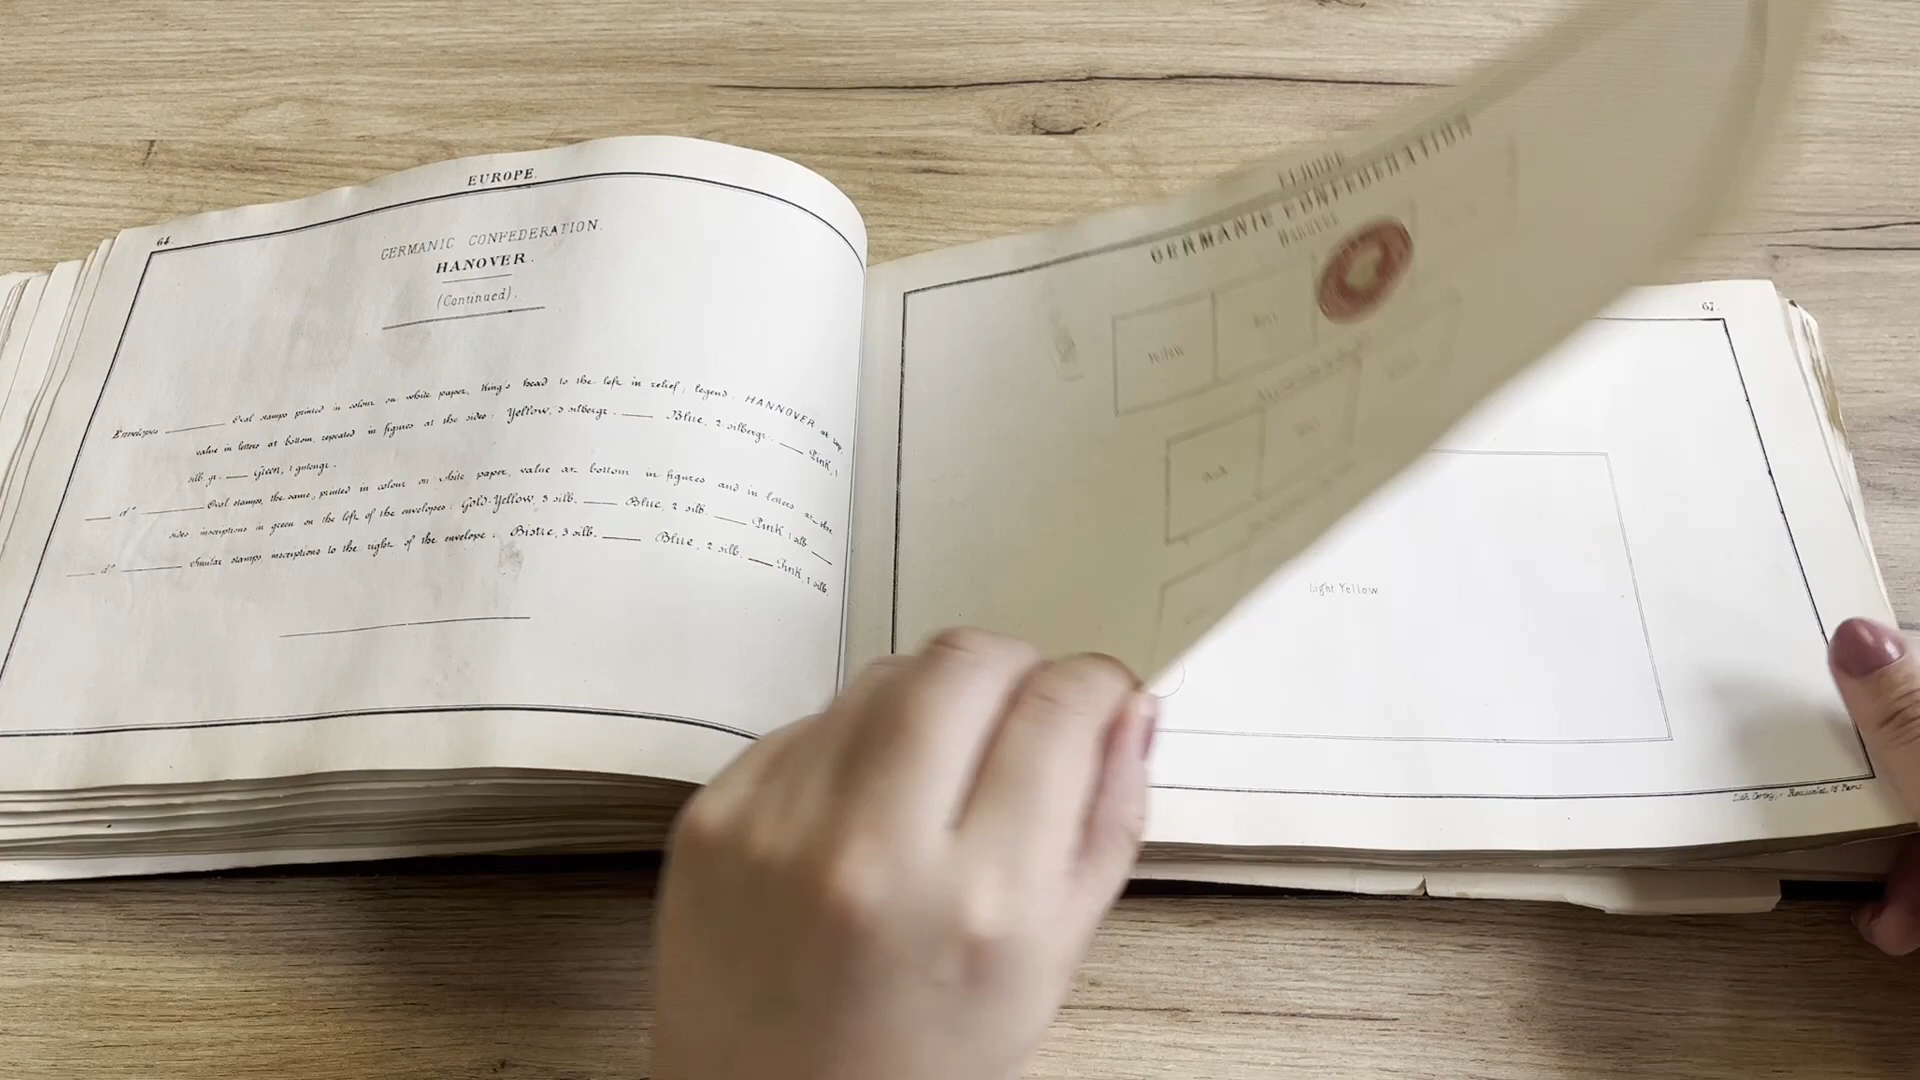 64.
EUROPE.
GERMANIC CONFEDERATION.
HANOVER.
(Continued).
Envelopes Oval stamps printed in colour on white paper, King's head to the left in relief; legend: HANNOVER at top,
value in letters at bottom, repeated in figures at the sides: Yellow, 3 silbergr. Blue, 2 silbergr. Pink, 1
silb. gr. Green, 1 gutengr.
d° Oval stamps, the same, printed in colour on white paper, value at bottom in figures and in letters at the
sides inscriptions in green on the left of the envelopes: Gold-Yellow, 3 silb. Blue, 2 silb. Pink, 1 silb.
d° Similar stamps inscriptions to the right of the envelope. Bistre, 3 silb. Blue, 2 silb. Pink, 1 silb.
EUROPE
GERMANIC CONFEDERATION
HANOVER
Yellow
Pink
67.
Light Yellow